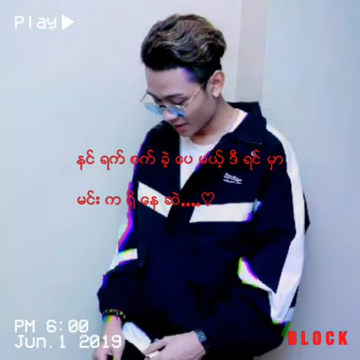 Play▶
နင် ရက် စက် ခဲ့ ပေ မယ့် ဒီ ရင် မှာ
မင်း က ရှိ နေ ဆဲ....♡
PM 6:00
Jun.1 2019
BLOCK